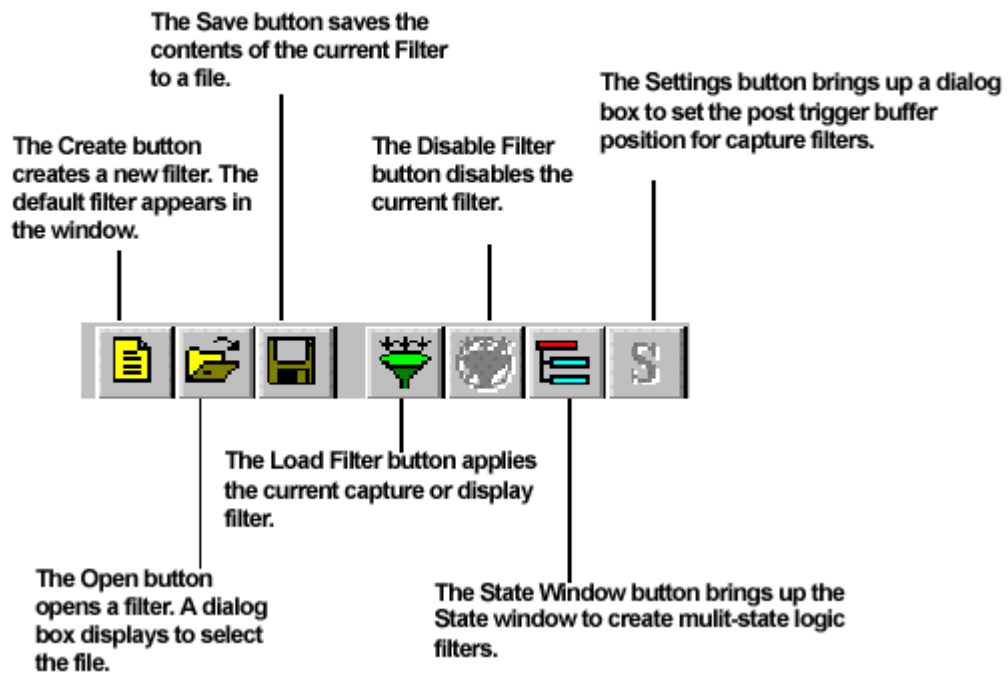 The Save button saves the
contents of the current Filter
to a file.
The Settings button brings up a dialog
box to set the post trigger buffer
position for capture filters.
The Create button
creates a new filter. The
default filter appears in
the window.
The Disable Filter
button disables the
current filter.
S
The Load Filter button applies
the current capture or display
filter.
The Open button
opens a filter. A dialog
box displays to select
the file.
The State Window button brings up the
State window to create mulit-state logic
filters.